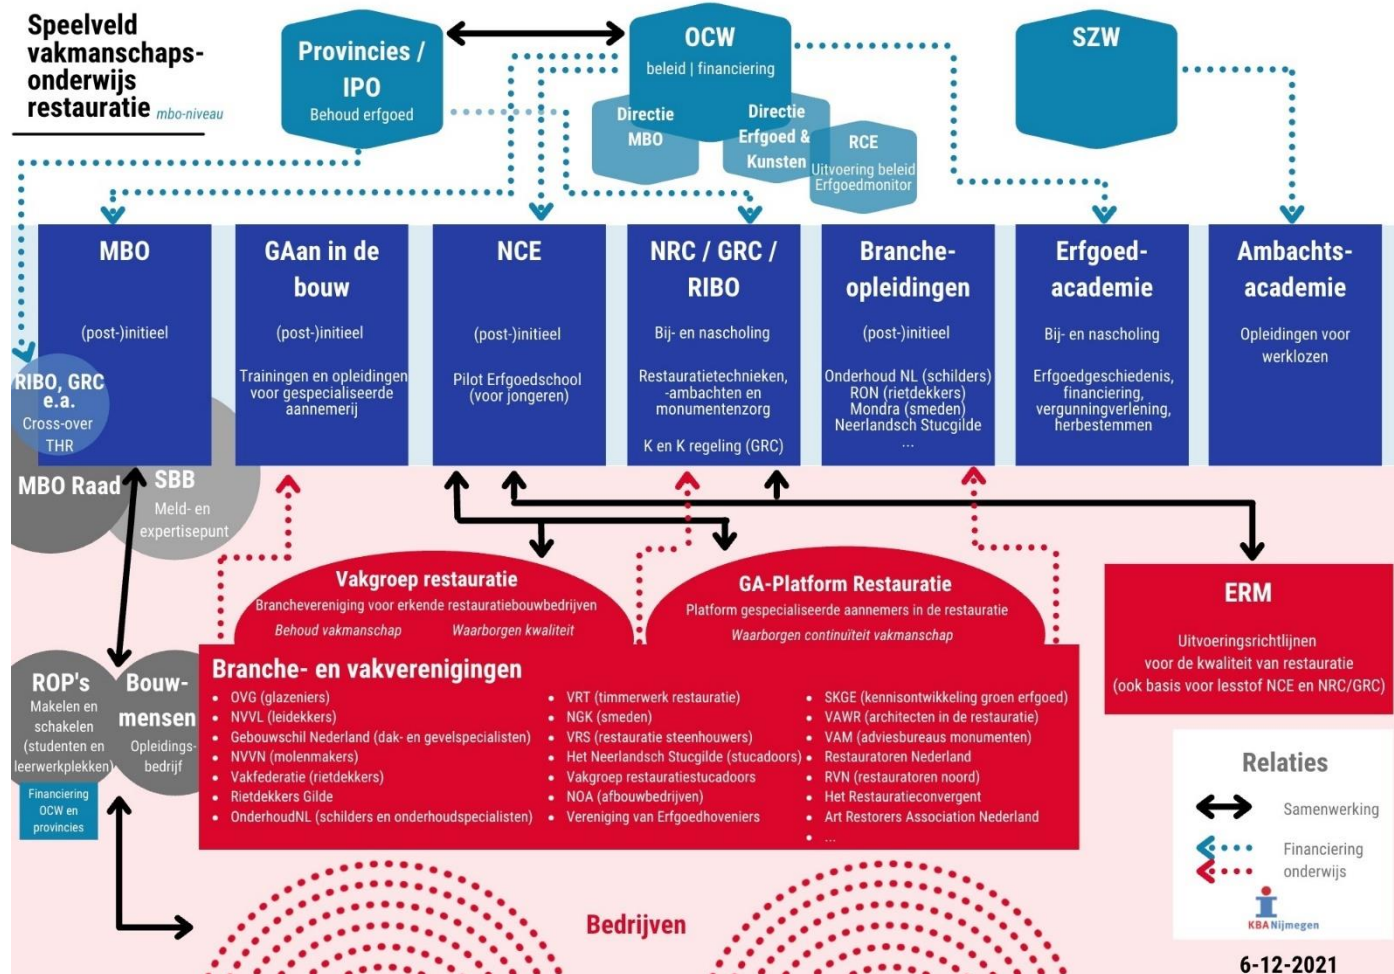 Speelveld
vakmanschaps-
onderwijs
restauratie mbo-niveau
Provincies /
IPO
Behoud erfgoed
OCW
beleid | financiering
Directie
MBO
Directie
Erfgoed &
Kunsten
RCE
Uitvoering beleid
Erfgoedmonitor
SZW
MBO
(post-)initieel
RIBO, GRC
e.a.
Cross-over
THR
GAan in de
bouw
(post-)initieel
Trainingen en opleidingen
voor gespecialiseerde
aannemerij
NCE
(post-)initieel
Pilot Erfgoedschool
(voor jongeren)
NRC / GRC /
RIBO
Bij- en nascholing
Restauratietechnieken,
-ambachten en
monumentenzorg
K en K regeling (GRC)
Branche-
opleidingen
(post-)initieel
Onderhoud NL (schilders)
RON (rietdekkers)
Mondra (smeden)
Neerlandsch Stucgilde
...
Erfgoed-
academie
Bij- en nascholing
Erfgoedgeschiedenis,
financiering,
vergunningverlening,
herbestemmen
Ambachts-
academie
Opleidingen voor
werklozen
MBO Raad
SBB
Meld- en
expertisepunt
Vakgroep restauratie
Branchevereniging voor erkende restauratiebouwbedrijven
Behoud vakmanschap Waarborgen kwaliteit
GA-Platform Restauratie
Platform gespecialiseerde aannemers in de restauratie
Waarborgen continuïteit vakmanschap
ERM
Uitvoeringsrichtlijnen
voor de kwaliteit van restauratie
(ook basis voor lesstof NCE en NRC/GRC)
ROP's
Makelen en
schakelen
(studenten en
leerwerkplekken)
Financiering
OCW en
provincies
Bouw-
mensen
Opleidings-
bedrijf
Branche- en vakverenigingen
• OVG (glazeniers)
• NVVL (leidekkers)
• Gebouwschil Nederland (dak- en gevelspecialisten)
• NVVN (molenmakers)
• Vakfederatie (rietdekkers)
• Rietdekkers Gilde
• OnderhoudNL (schilders en onderhoudspecialisten)
• VRT (timmerwerk restauratie)
• NGK (smeden)
• VRS (restauratie steenhouwers)
• Het Neerlandsch Stucgilde (stucadoors)
• Vakgroep restauratiestucadoors
• NOA (afbouwbedrijven)
• Vereniging van Erfgoedhoveniers
• SKGE (kennisontwikkeling groen erfgoed)
• VAWR (architecten in de restauratie)
• VAM (adviesbureaus monumenten)
• Restauratoren Nederland
• RVN (restauratoren noord)
• Het Restauratieconvergent
• Art Restorers Association Nederland
• ...
Bedrijven
Relaties
Samenwerking
Financiering
onderwijs
KBA Nijmegen
6-12-2021